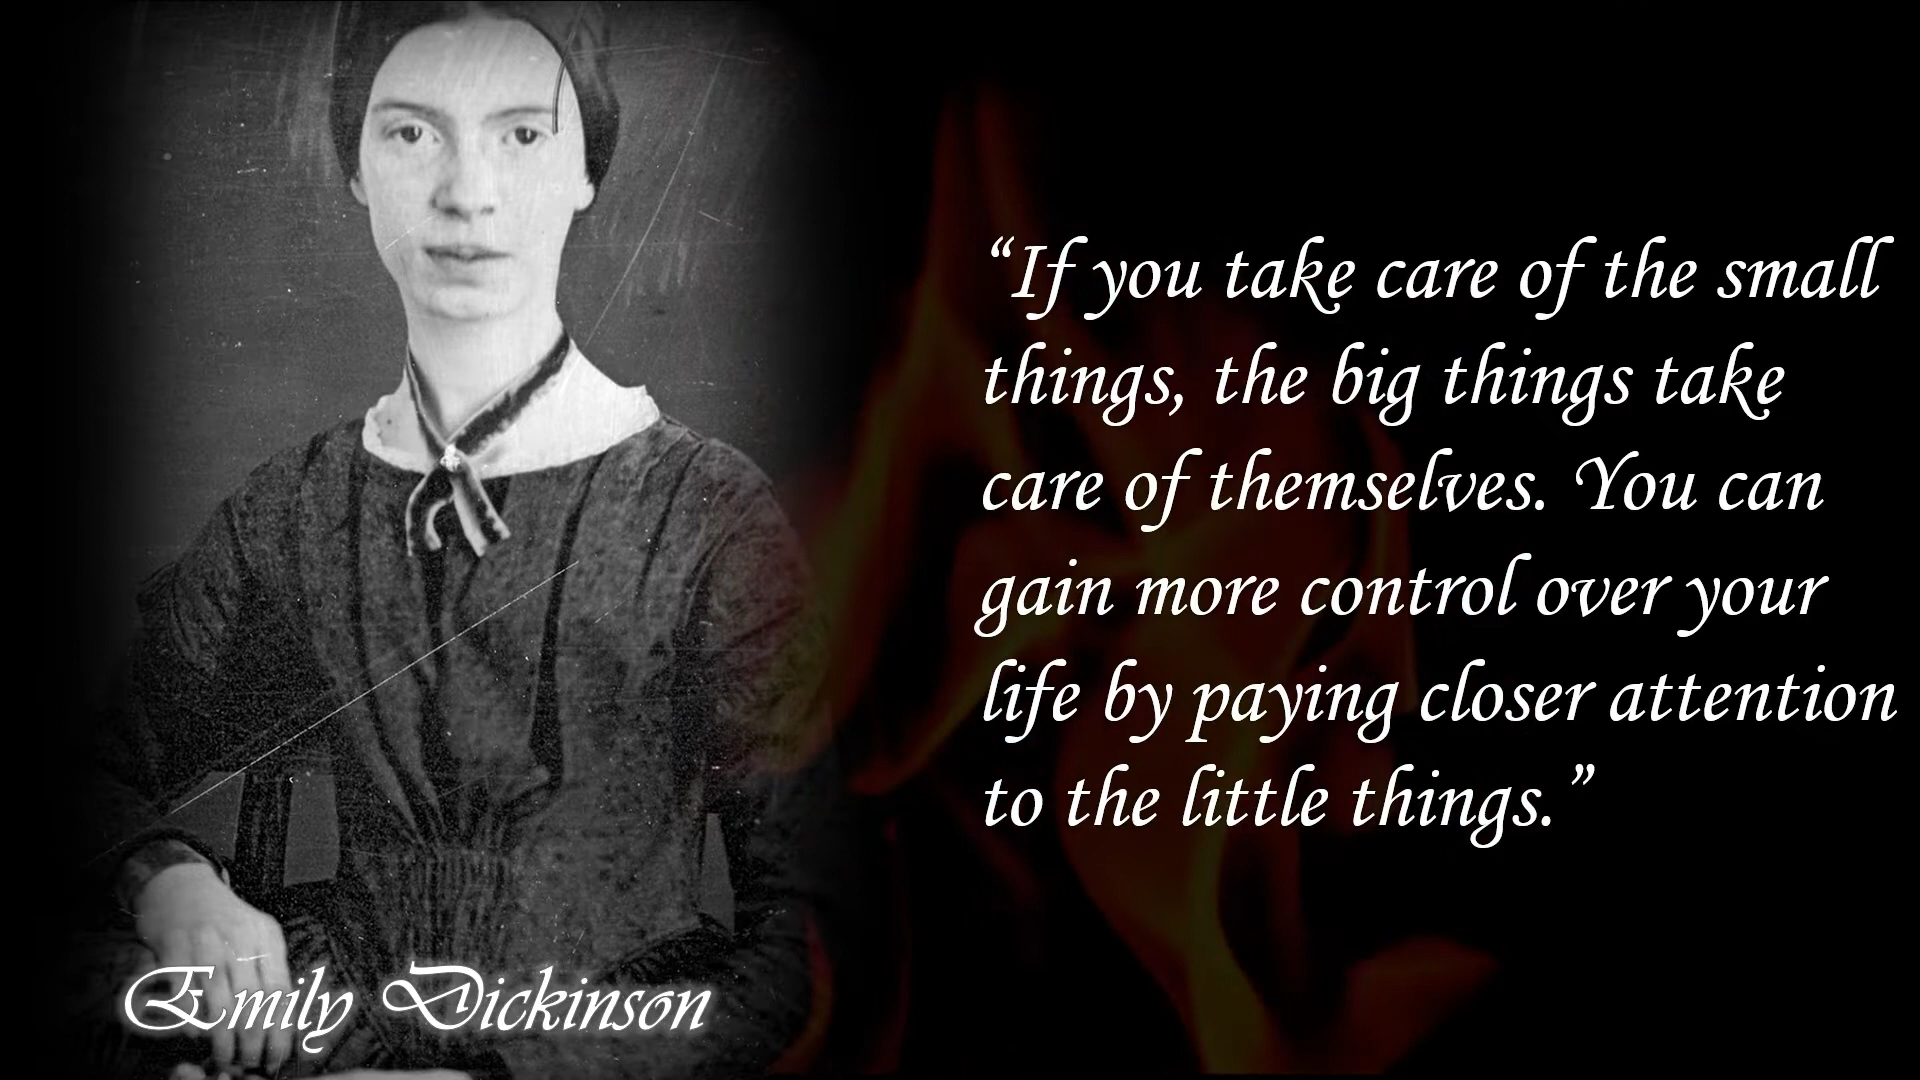 “If you take care of the small
things, the big things take
care of themselves. You can
gain more control over your
life by paying closer attention
to the little things.”
Emily Dickinson